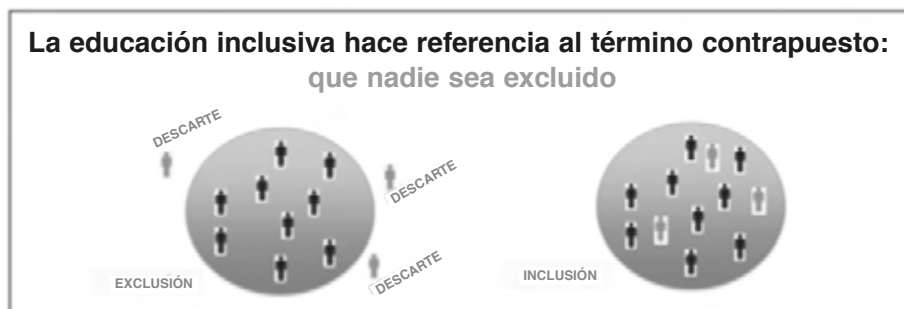 La educación inclusiva hace referencia al término contrapuesto:
que nadie sea excluido
DESCARTE
DESCARTE
DESCARTE
EXCLUSIÓN
INCLUSIÓN